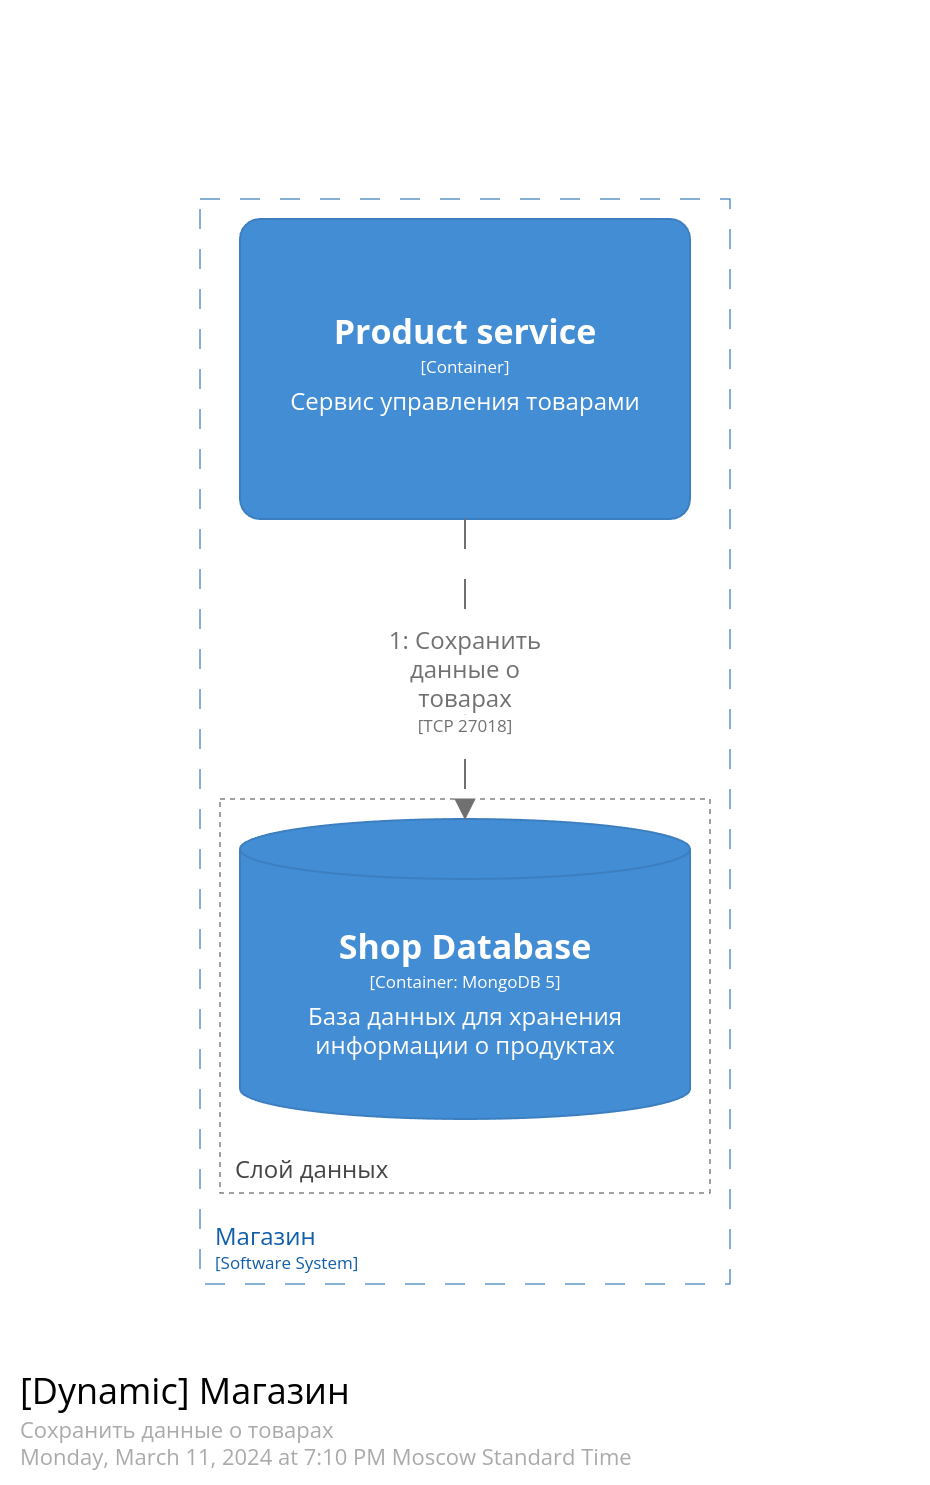 Product service
[Container]
Сервис управления товарами
1: Сохранить
данные о
товарах
[TCP 27018]
Shop Database
[Container: MongoDB 5]
База данных для хранения
информации о продуктах
Слой данных
Магазин
[Software System]
[Dynamic] Магазин
Сохранить данные о товарах
Monday, March 11, 2024 at 7:10 PM Moscow Standard Time